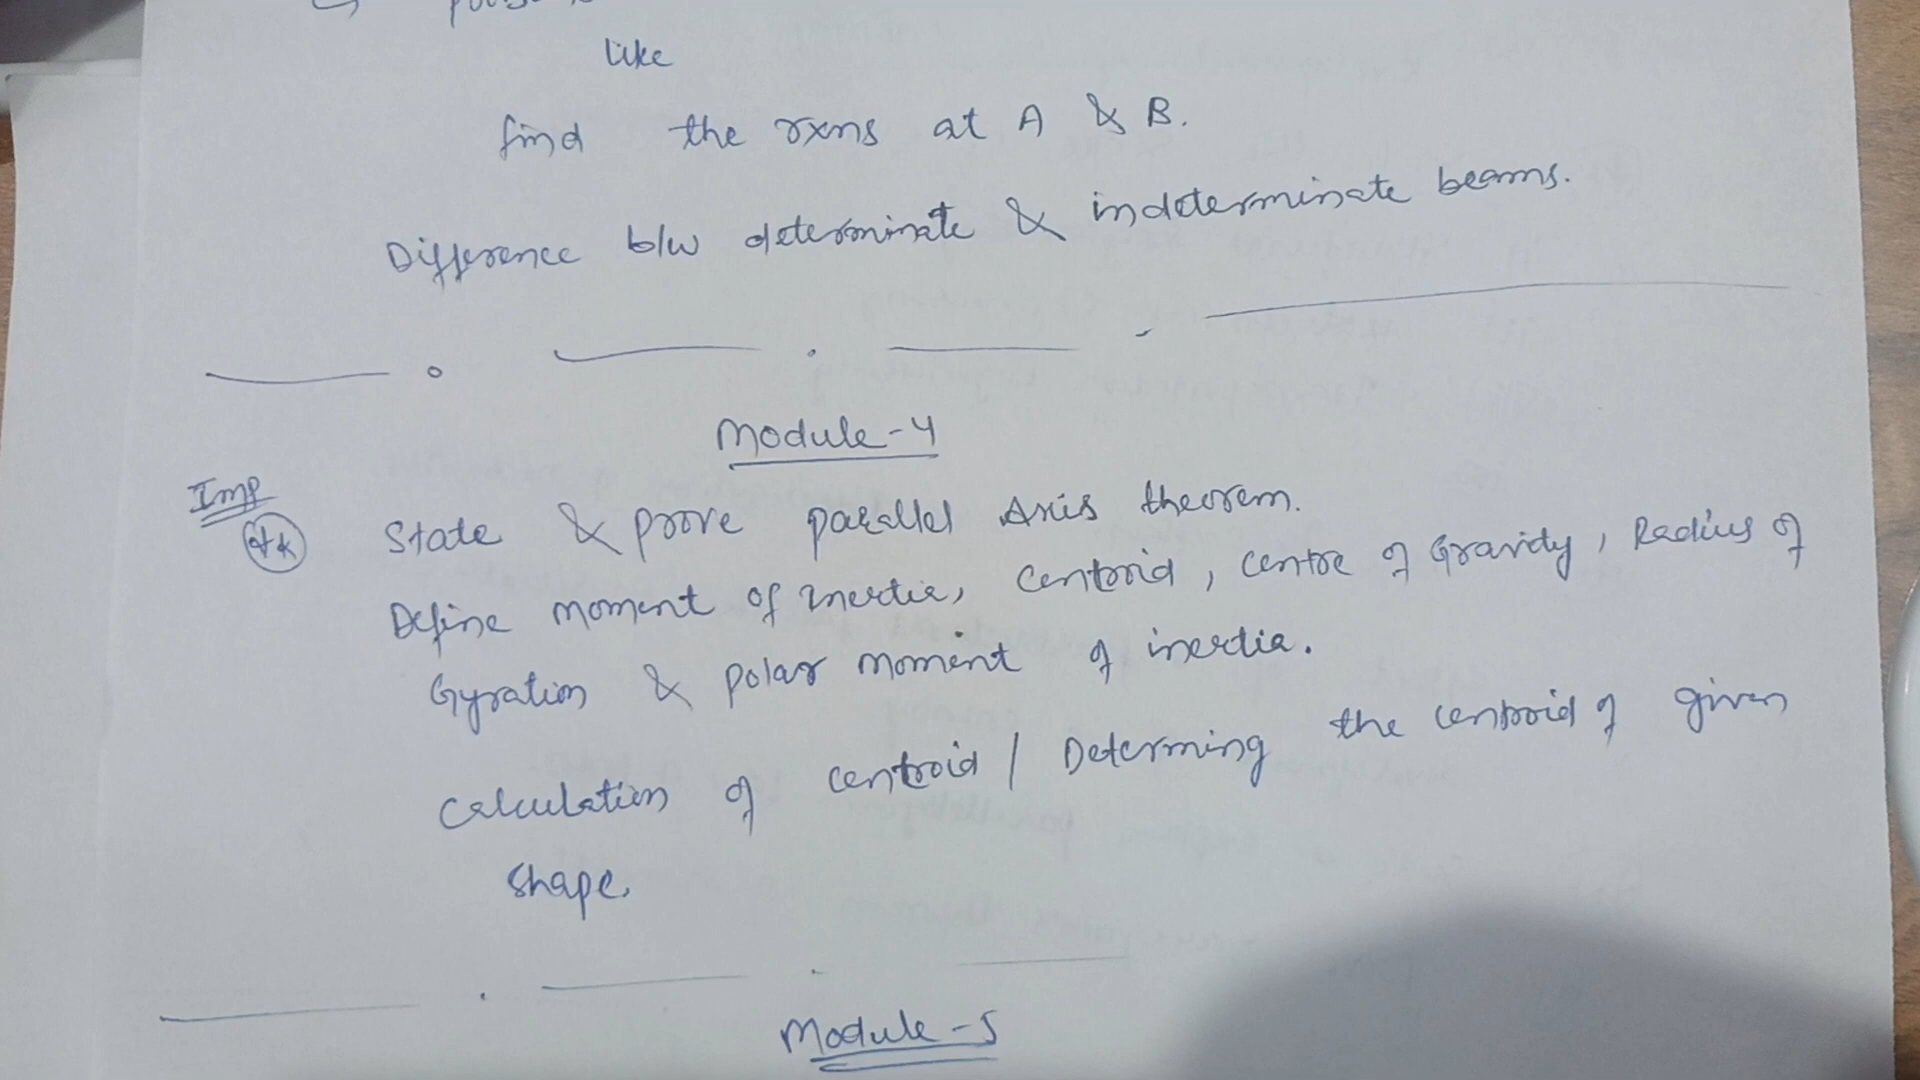 like
find the rxns at A & B.
Difference b/w determinate & indeterminate beams.
Module-4
Imp
State & prove parallel Axis theorem.
Define moment of inertia, centroid, centre of Gravity, Radius of
Gyration & polar moment of inertia.
Calculation of centroid / Determining the centroid of given
shape.
Module-5